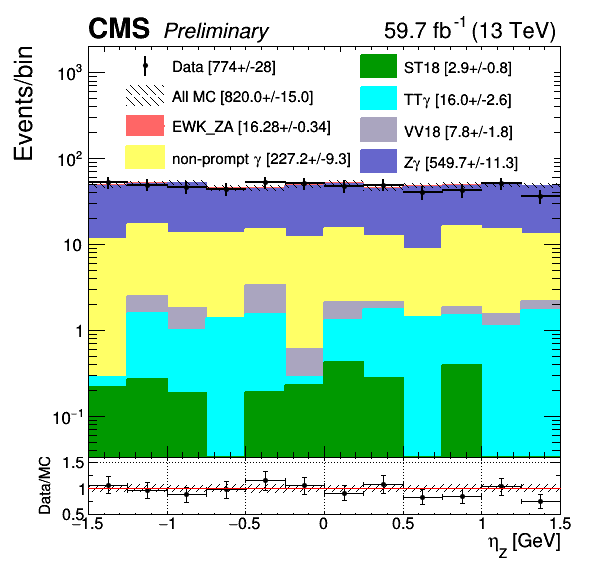 CMS Preliminary 59.7 fb⁻¹ (13 TeV)
Events/bin
10³
10²
10
1
10⁻¹
Data [774+/-28]
All MC [820.0+/-15.0]
EWK_ZA [16.28+/-0.34]
non-prompt γ [227.2+/-9.3]
ST18 [2.9+/-0.8]
TTγ [16.0+/-2.6]
VV18 [7.8+/-1.8]
Zγ [549.7+/-11.3]
Data/MC
1.5
1
0.5
−1.5 −1 −0.5 0 0.5 1 1.5
η_Z [GeV]